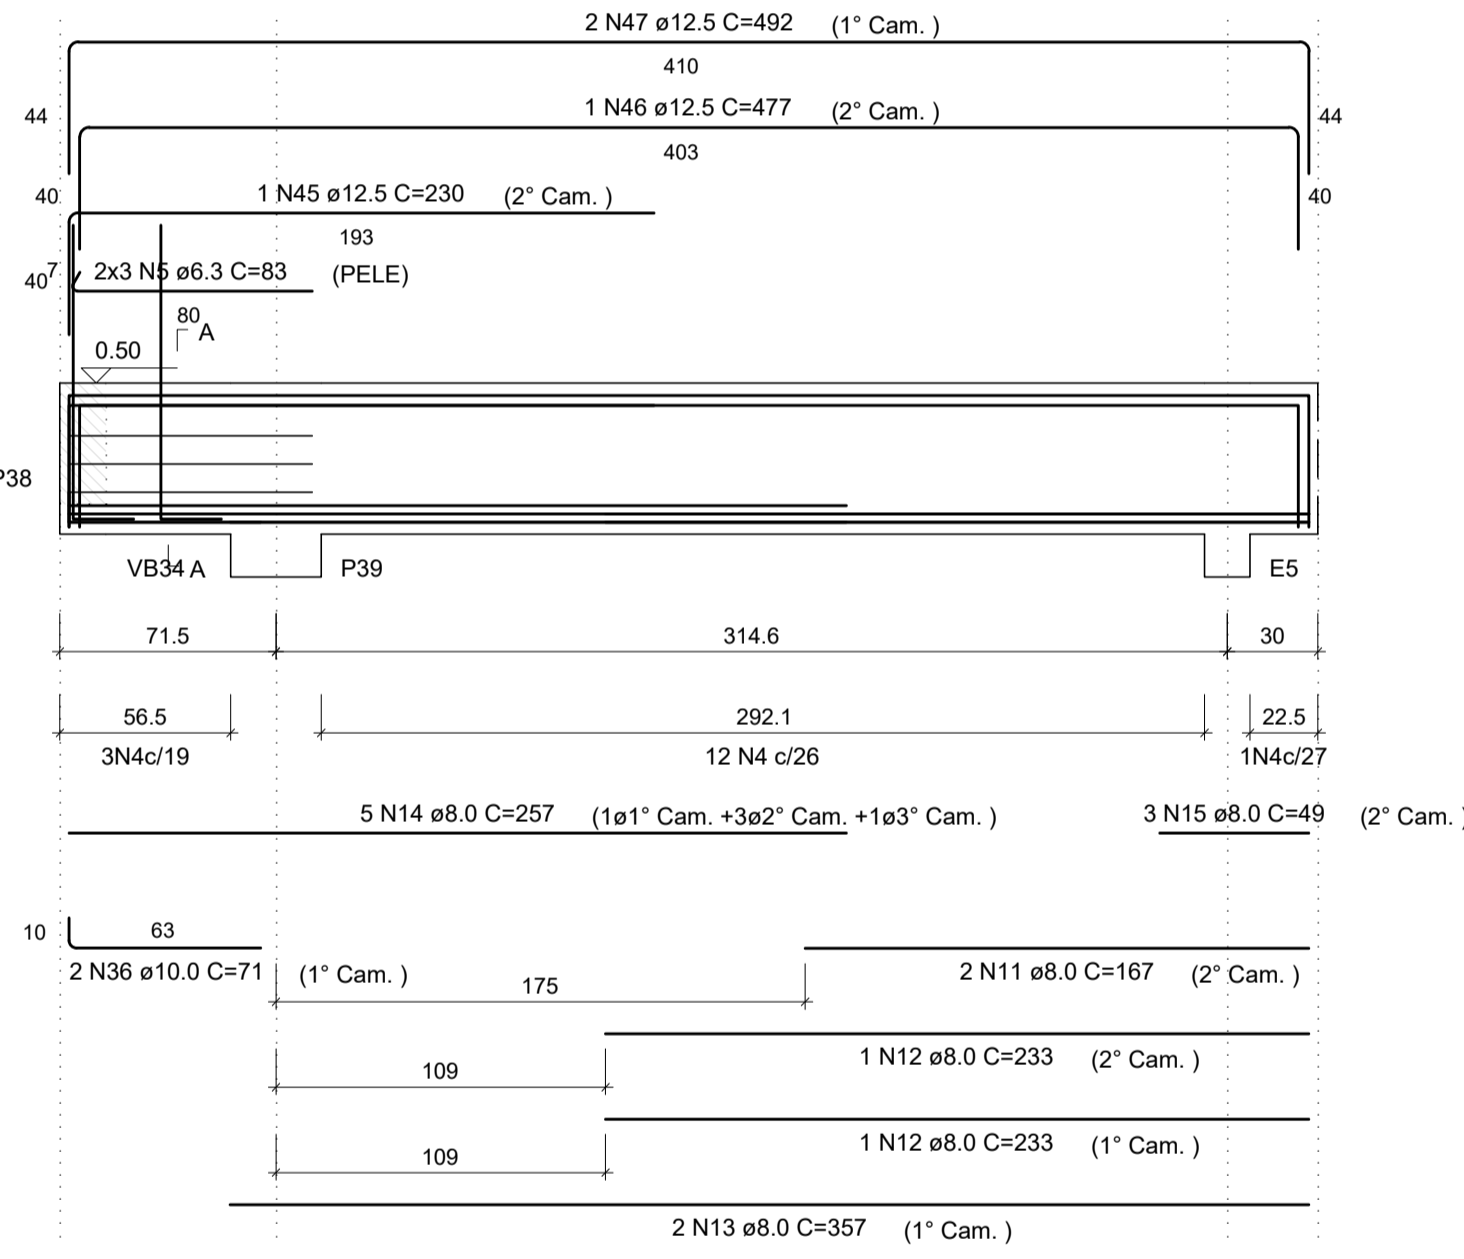 2 N47 ø12.5 C=492 (1° Cam. )
410
44 44
1 N46 ø12.5 C=477 (2° Cam. )
403
40 40
1 N45 ø12.5 C=230 (2° Cam. )
193
40 7 2x3 N5 ø6.3 C=83 (PELE)
80
A
0.50
P38
VB34 A P39 E5
71.5 314.6 30
56.5 292.1 22.5
3N4c/19 12 N4 c/26 1N4c/27
5 N14 ø8.0 C=257 (1ø1° Cam. +3ø2° Cam. +1ø3° Cam. ) 3 N15 ø8.0 C=49 (2° Cam. )
10 63
2 N36 ø10.0 C=71 (1° Cam. ) 2 N11 ø8.0 C=167 (2° Cam. )
175
1 N12 ø8.0 C=233 (2° Cam. )
109
1 N12 ø8.0 C=233 (1° Cam. )
109
2 N13 ø8.0 C=357 (1° Cam. )